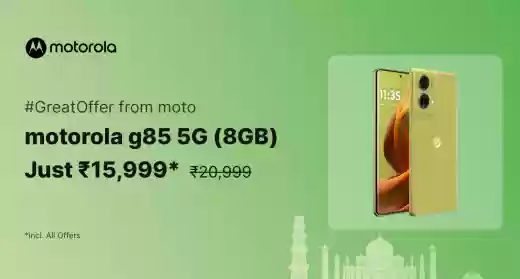 motorola
#GreatOffer from moto
motorola g85 5G (8GB)
Just ₹15,999* ₹20,999
*Incl. All Offers
11:35